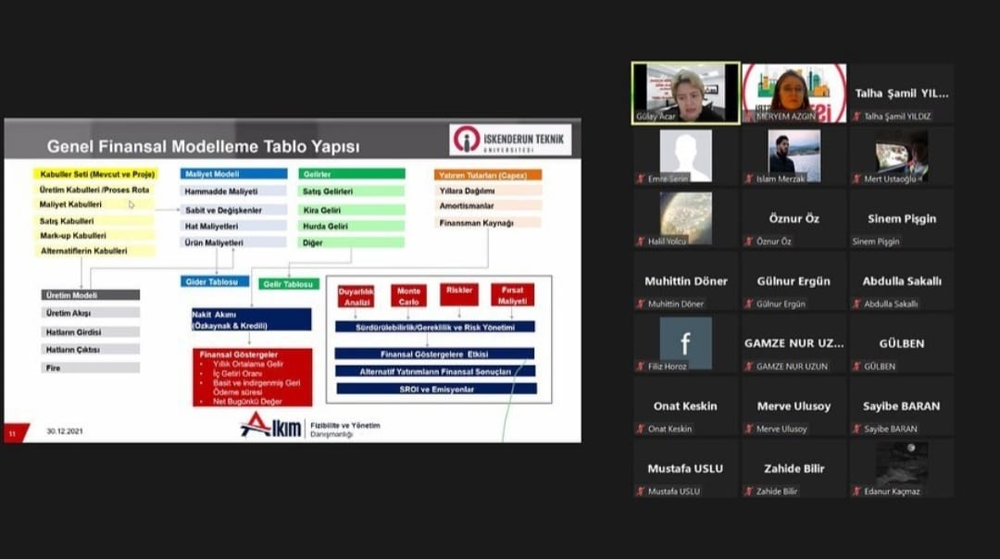 Genel Finansal Modelleme Tablo Yapısı
ISKENDERUN TEKNIK
ÜNIVERSITESI
Kabuller Seti (Mevcut ve Proje)
Üretim Kabulleri /Proses Rota
Maliyet Kabulleri
Satış Kabulleri
Mark-up Kabulleri
Alternatiflerin Kabulleri
Maliyet Modeli
Hammadde Maliyeti
Sabit ve Değişkenler
Hat Maliyetleri
Ürün Maliyetleri
Gelirler
Satış Gelirleri
Kira Geliri
Hurda Geliri
Diğer
Yatırım Tutarları (Capex)
Yıllara Dağılımı
Amortismanlar
Finansman Kaynağı
Gider Tablosu
Gelir Tablosu
Üretim Modeli
Üretim Akışı
Hatların Girdisi
Hatların Çıktısı
Fire
Nakit Akımı
(Özkaynak & Kredili)
Finansal Göstergeler
• Yıllık Ortalama Gelir
• İç Getiri Oranı
• Basit ve indirgenmiş Geri
Ödeme süresi
• Net Bugünkü Değer
Duyarlılık
Analizi
Monte
Carlo
Riskler
Fırsat
Maliyeti
Sürdürülebilirlik/Gereklilik ve Risk Yönetimi
Finansal Göstergelere Etkisi
Alternatif Yatırımların Finansal Sonuçları
SROI ve Emisyonlar
11
30.12.2021
Alkım
Fizibilite ve Yönetim
Danışmanlığı
Gülay Acar
MERYEM AZGIN
Talha Şamil YIL...
Talha Şamil YILDIZ
Emre Serin
Islam Merzak
Mert Ustaoğlu
Halil Yolcu
Öznur Öz
Öznur Öz
Sinem Pişgin
Sinem Pişgin
Muhittin Döner
Muhittin Döner
Gülnur Ergün
Gülnur Ergün
Abdulla Sakallı
Abdulla Sakallı
f
Filiz Horoz
GAMZE NUR UZ...
GAMZE NUR UZUN
GÜLBEN
GÜLBEN
Onat Keskin
Onat Keskin
Merve Ulusoy
Merve Ulusoy
Sayibe BARAN
Sayibe BARAN
Mustafa USLU
Mustafa USLU
Zahide Bilir
Zahide Bilir
Edanur Kaçmaz